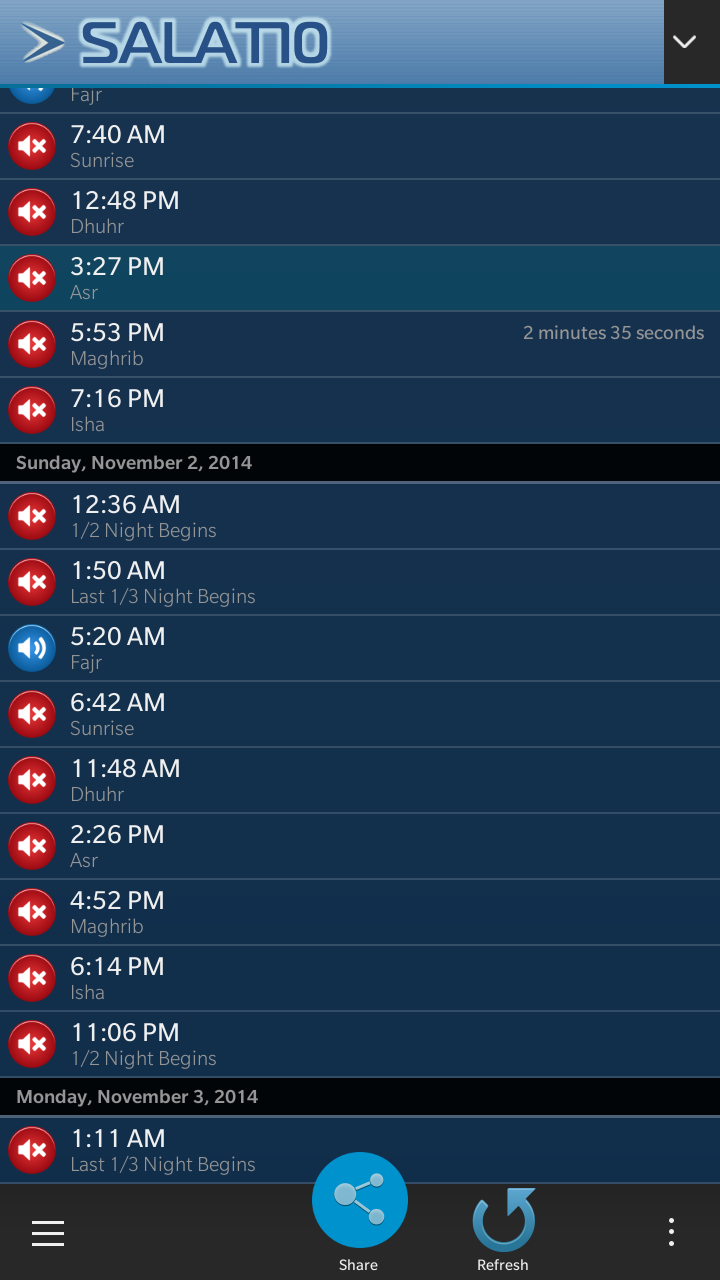 SALAT10
Fajr
7:40 AM
Sunrise
12:48 PM
Dhuhr
3:27 PM
Asr
5:53 PM
2 minutes 35 seconds
Maghrib
7:16 PM
Isha
Sunday, November 2, 2014
12:36 AM
1/2 Night Begins
1:50 AM
Last 1/3 Night Begins
5:20 AM
Fajr
6:42 AM
Sunrise
11:48 AM
Dhuhr
2:26 PM
Asr
4:52 PM
Maghrib
6:14 PM
Isha
11:06 PM
1/2 Night Begins
Monday, November 3, 2014
1:11 AM
Last 1/3 Night Begins
Share
Refresh